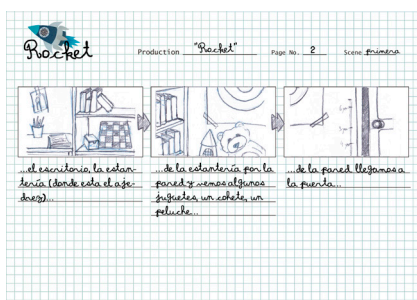 Rocket
Production "Rocket" Page No. 2 Scene primera
...el escritorio, la estan-
tería (donde esta el aje-
drez)...
...de la estantería por la
pared y vemos algunos
juguetes, un cohete, un
peluche...
...de la pared llegamos a
la puerta...